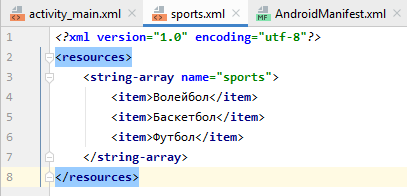 activity_main.xml sports.xml AndroidManifest.xml
1 <?xml version="1.0" encoding="utf-8"?>
2 <resources>
3 <string-array name="sports">
4 <item>Волейбол</item>
5 <item>Баскетбол</item>
6 <item>Футбол</item>
7 </string-array>
8 </resources>